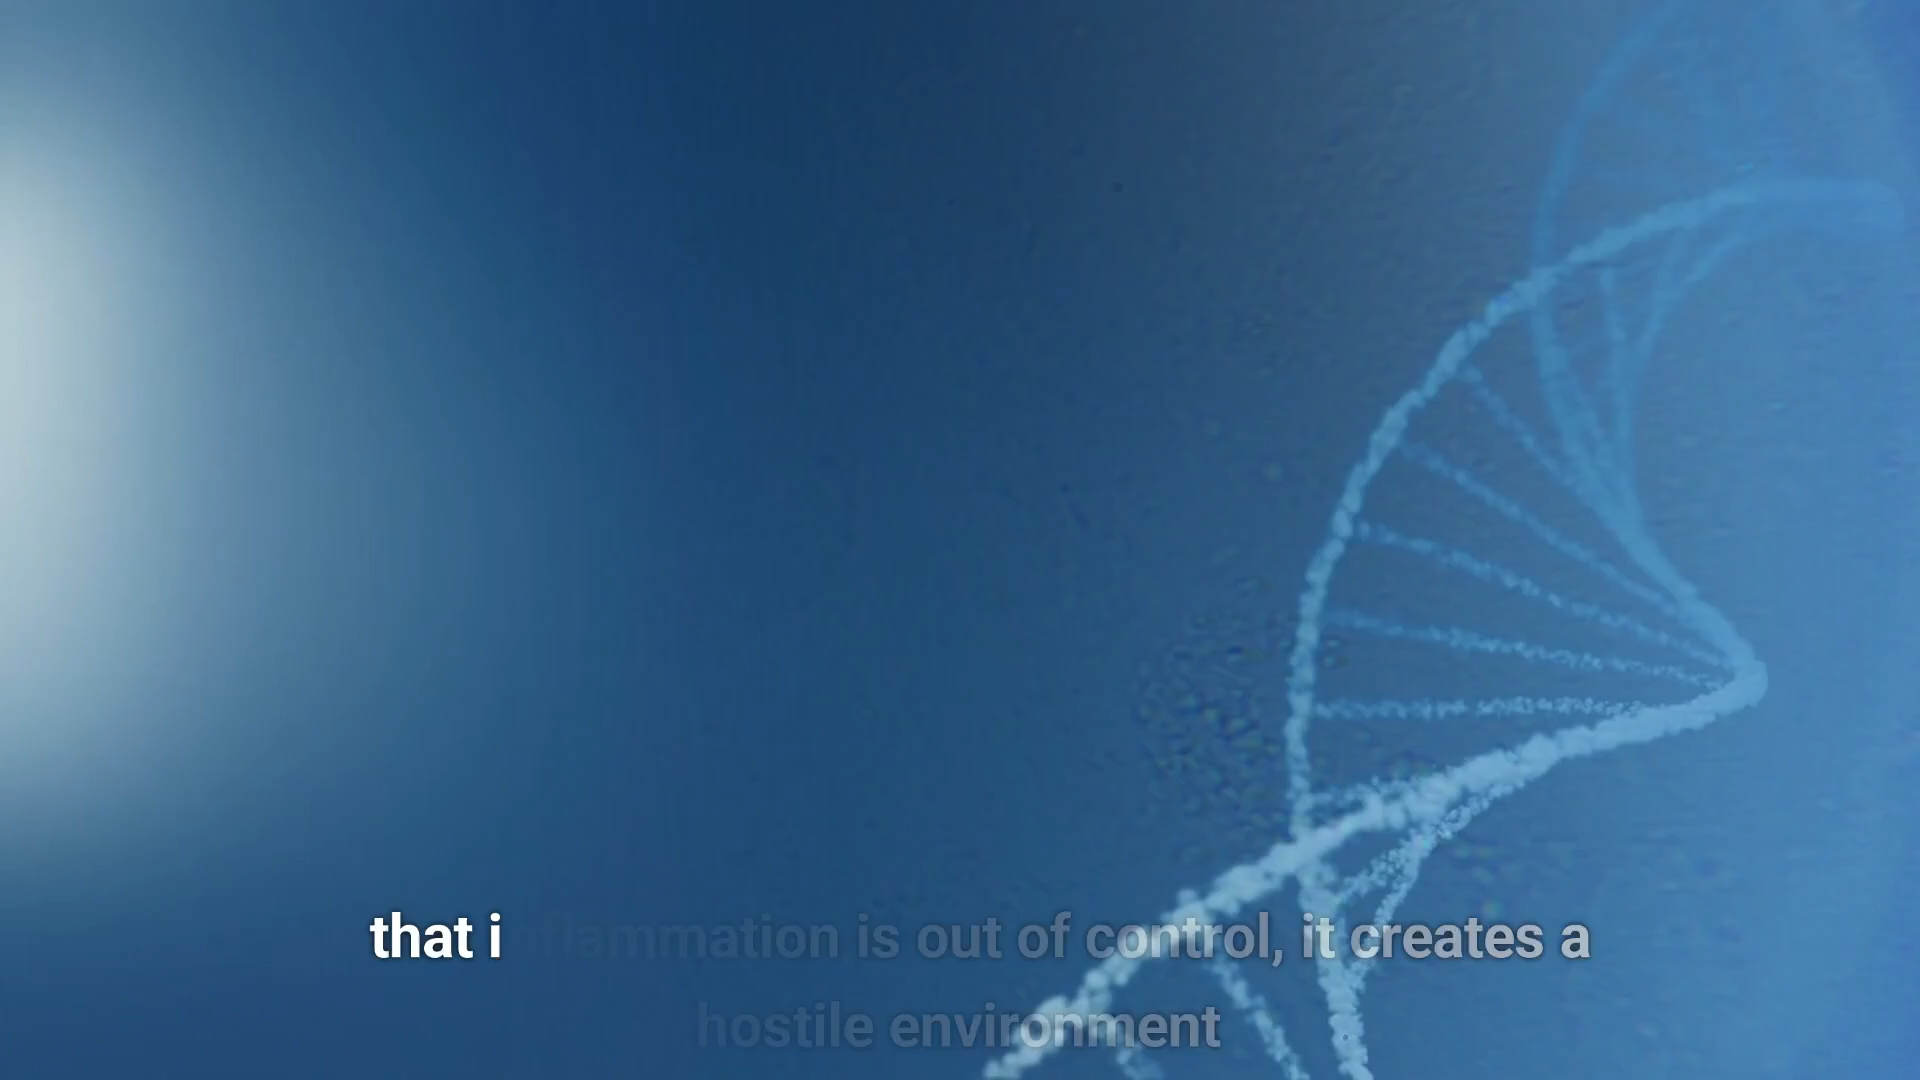 that inflammation is out of control, it creates a
hostile environment